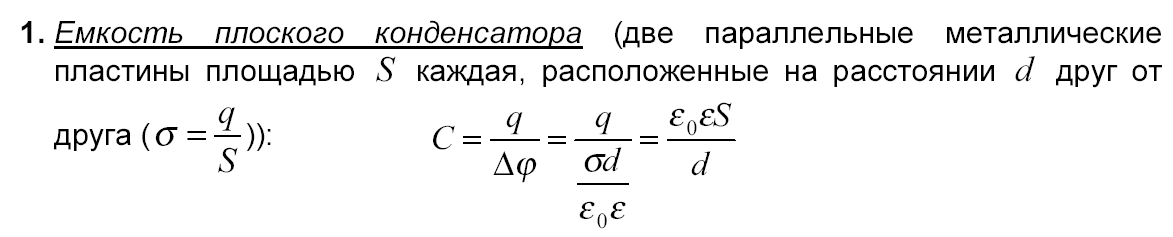 1. Емкость плоского конденсатора (две параллельные металлические
пластины площадью S каждая, расположенные на расстоянии d друг от
друга (σ = q/S)): C = q/Δφ = q/(σd/(ε₀ε)) = ε₀εS/d